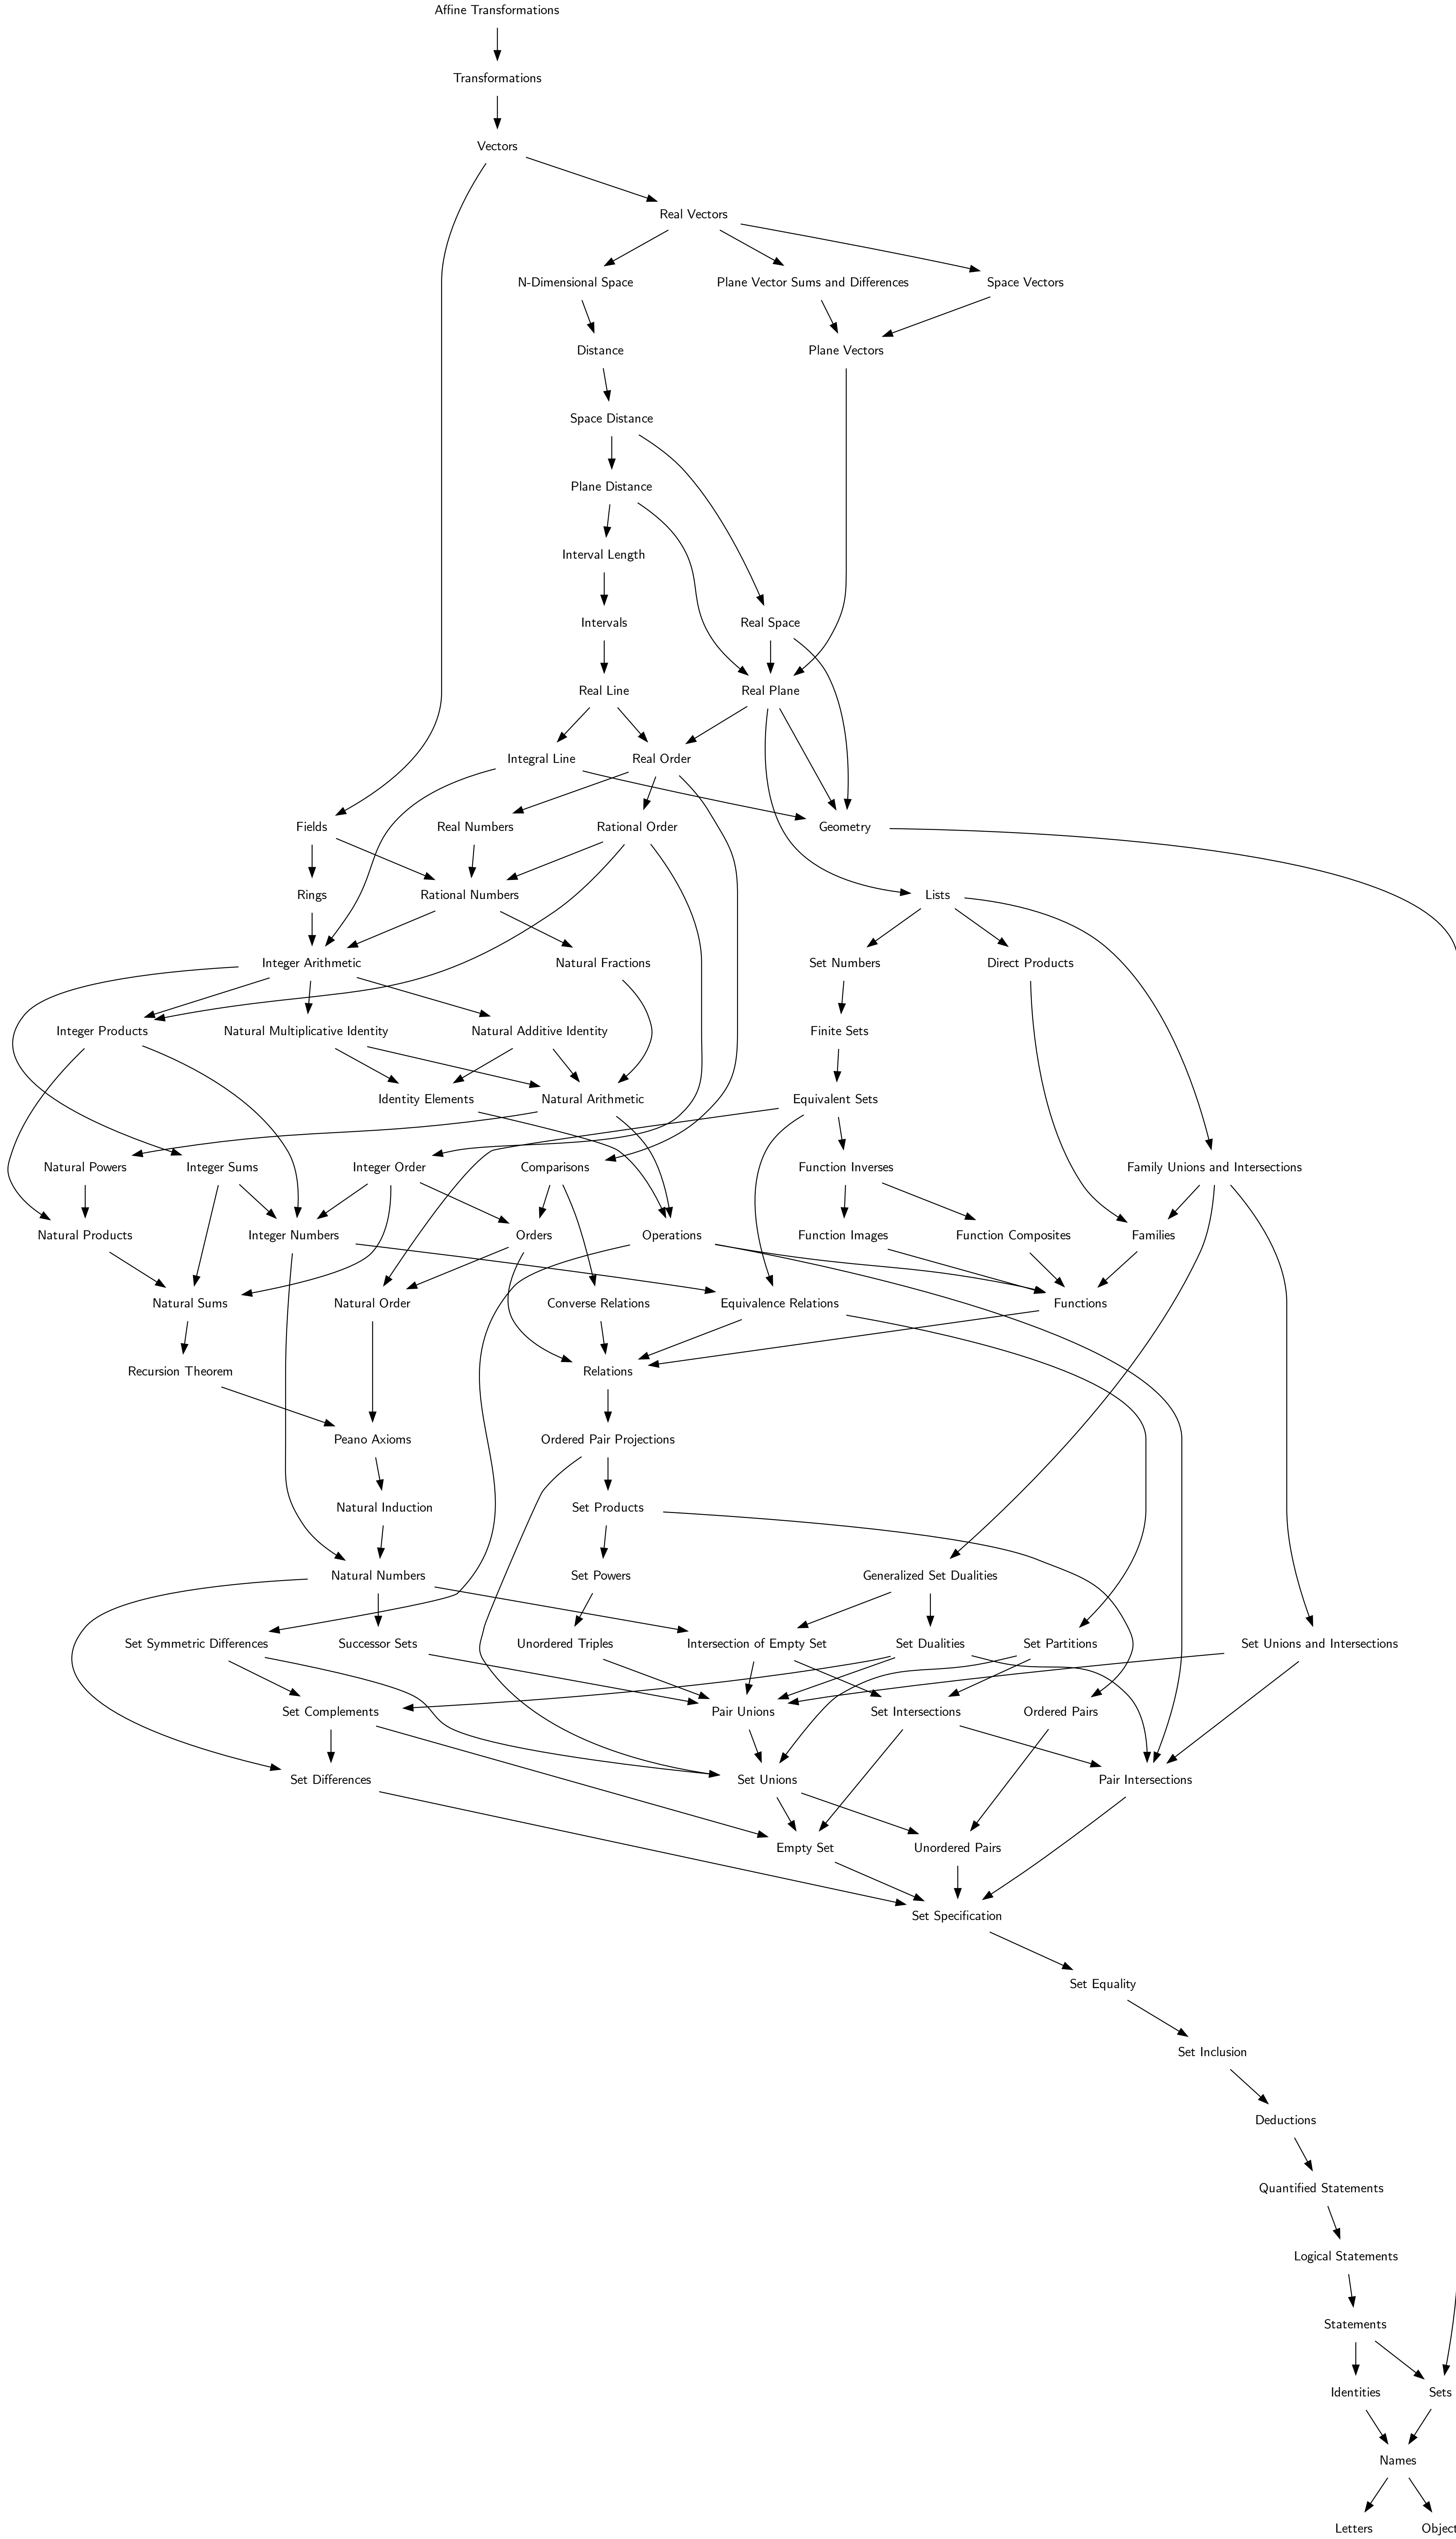 Affine Transformations
Transformations
Vectors
Real Vectors
N-Dimensional Space
Plane Vector Sums and Differences
Space Vectors
Distance
Plane Vectors
Space Distance
Plane Distance
Interval Length
Intervals
Real Space
Real Line
Real Plane
Integral Line
Real Order
Fields
Real Numbers
Rational Order
Geometry
Rings
Rational Numbers
Lists
Integer Arithmetic
Natural Fractions
Set Numbers
Direct Products
Integer Products
Natural Multiplicative Identity
Natural Additive Identity
Finite Sets
Identity Elements
Natural Arithmetic
Equivalent Sets
Natural Powers
Integer Sums
Integer Order
Comparisons
Function Inverses
Family Unions and Intersections
Natural Products
Integer Numbers
Orders
Operations
Function Images
Function Composites
Families
Natural Sums
Natural Order
Converse Relations
Equivalence Relations
Functions
Recursion Theorem
Relations
Peano Axioms
Ordered Pair Projections
Natural Induction
Set Products
Natural Numbers
Set Powers
Generalized Set Dualities
Set Symmetric Differences
Successor Sets
Unordered Triples
Intersection of Empty Set
Set Dualities
Set Partitions
Set Unions and Intersections
Set Complements
Pair Unions
Set Intersections
Ordered Pairs
Set Differences
Set Unions
Pair Intersections
Empty Set
Unordered Pairs
Set Specification
Set Equality
Set Inclusion
Deductions
Quantified Statements
Logical Statements
Statements
Identities
Sets
Names
Letters
Object